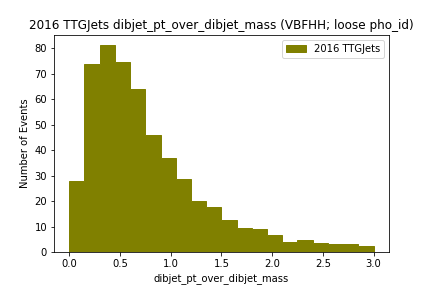 2016 TTGJets dibjet_pt_over_dibjet_mass (VBFHH; loose pho_id)
2016 TTGJets
80
70
60
50
40
30
20
10
0
Number of Events
0.0 0.5 1.0 1.5 2.0 2.5 3.0
dibjet_pt_over_dibjet_mass